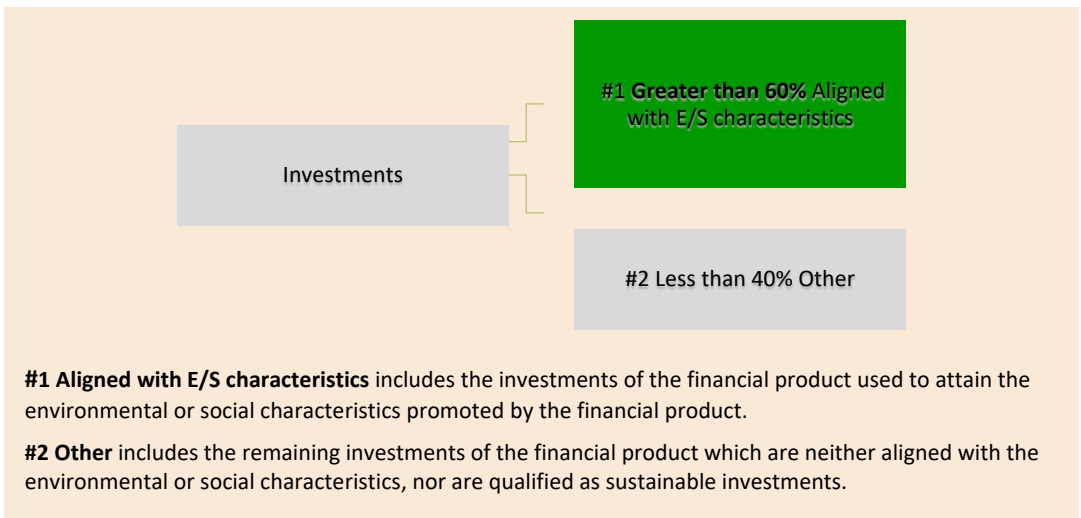 #1 Greater than 60% Aligned
with E/S characteristics
Investments
#2 Less than 40% Other
#1 Aligned with E/S characteristics includes the investments of the financial product used to attain the
environmental or social characteristics promoted by the financial product.
#2 Other includes the remaining investments of the financial product which are neither aligned with the
environmental or social characteristics, nor are qualified as sustainable investments.